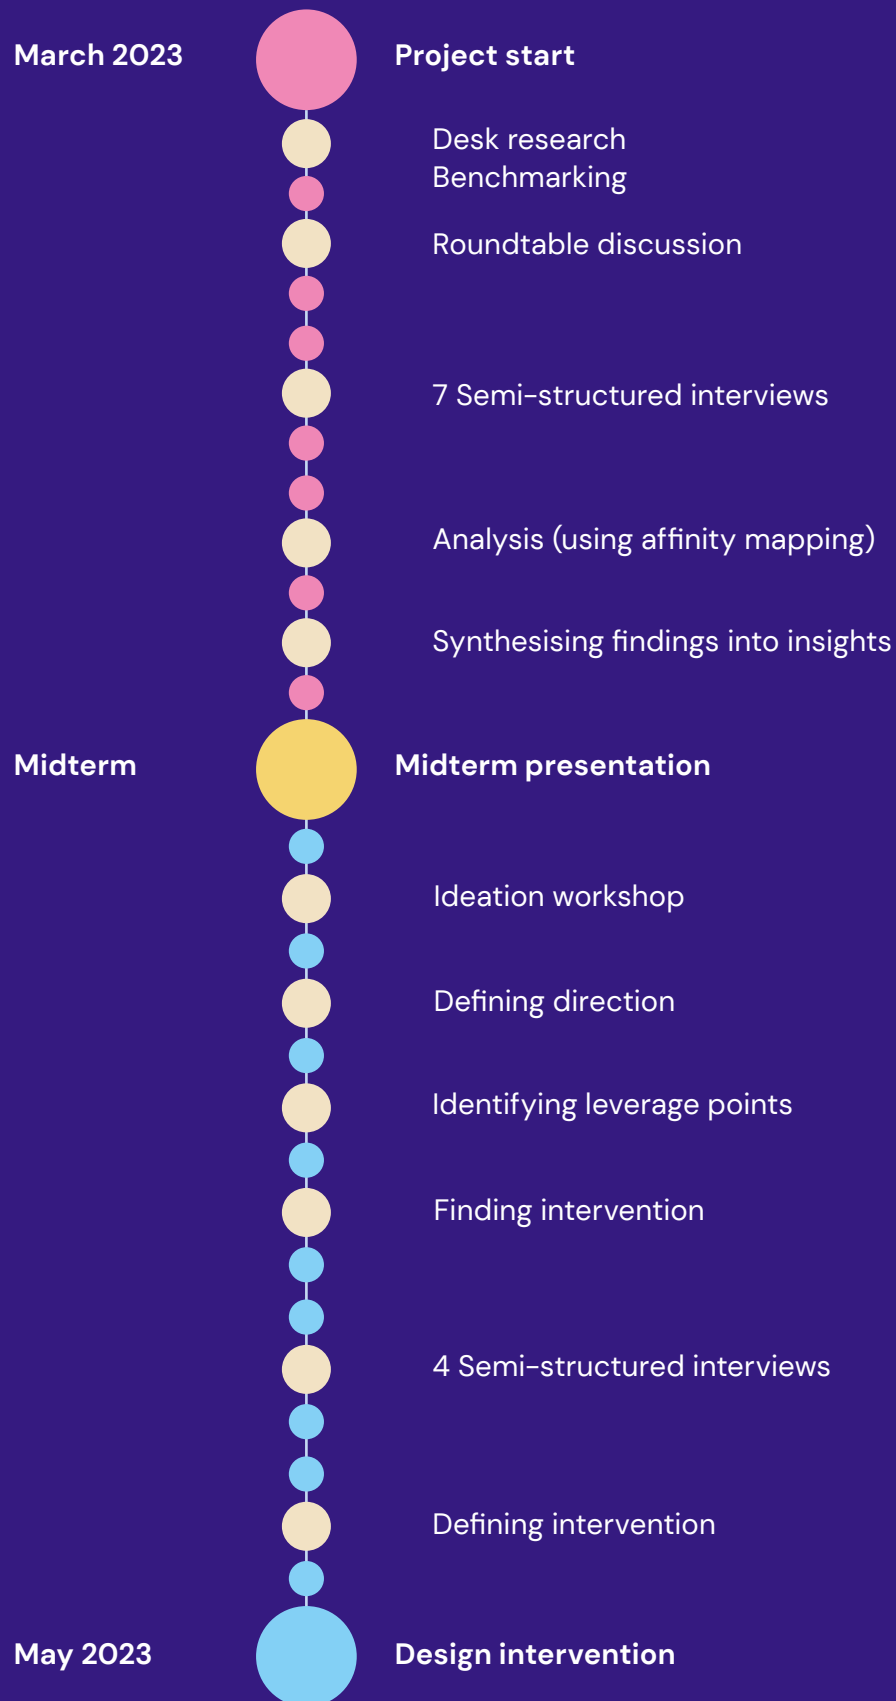 March 2023
Project start
Desk research
Benchmarking
Roundtable discussion
7 Semi-structured interviews
Analysis (using affinity mapping)
Synthesising findings into insights
Midterm
Midterm presentation
Ideation workshop
Defining direction
Identifying leverage points
Finding intervention
4 Semi-structured interviews
Defining intervention
May 2023
Design intervention